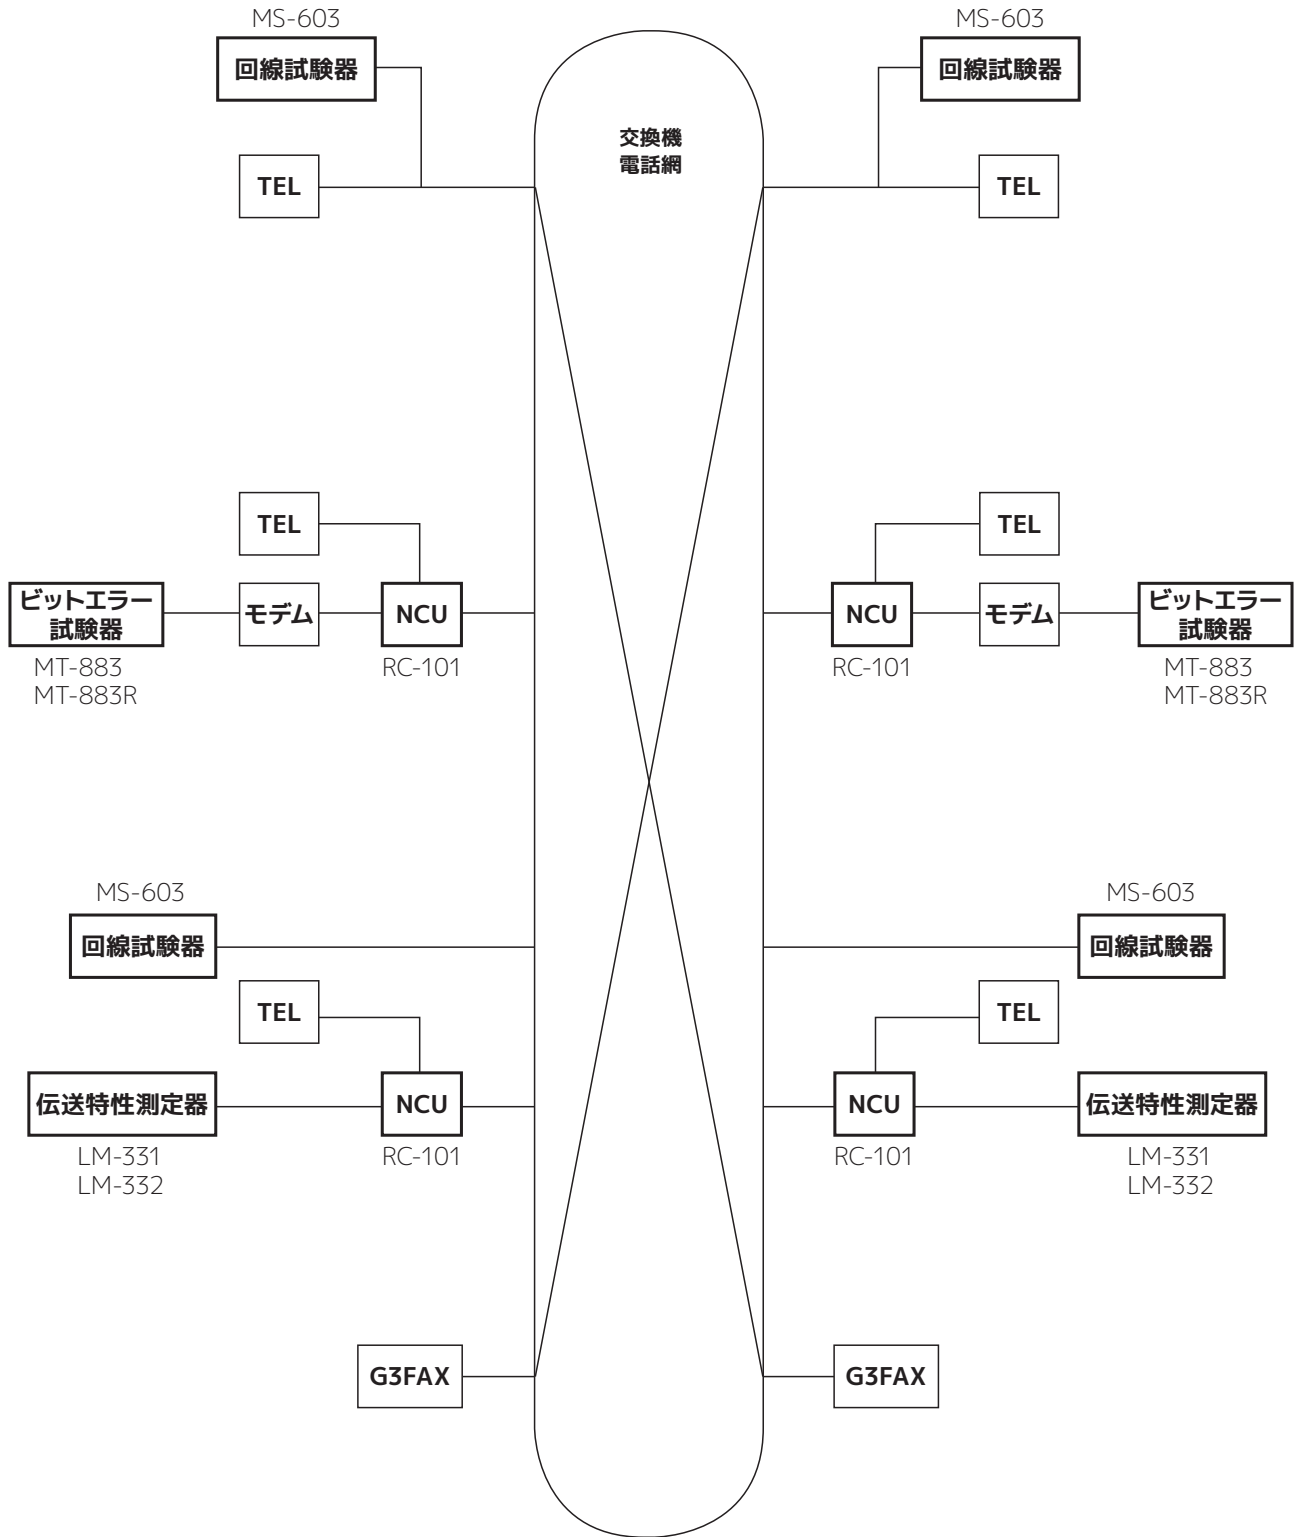 MS-603
MS-603
回線試験器
回線試験器
交換機
電話網
TEL
TEL
TEL
TEL
ビットエラー
試験器
モデム
NCU
NCU
モデム
ビットエラー
試験器
MT-883
MT-883R
RC-101
RC-101
MT-883
MT-883R
MS-603
MS-603
回線試験器
回線試験器
TEL
TEL
伝送特性測定器
NCU
NCU
伝送特性測定器
LM-331
LM-332
RC-101
RC-101
LM-331
LM-332
G3FAX
G3FAX